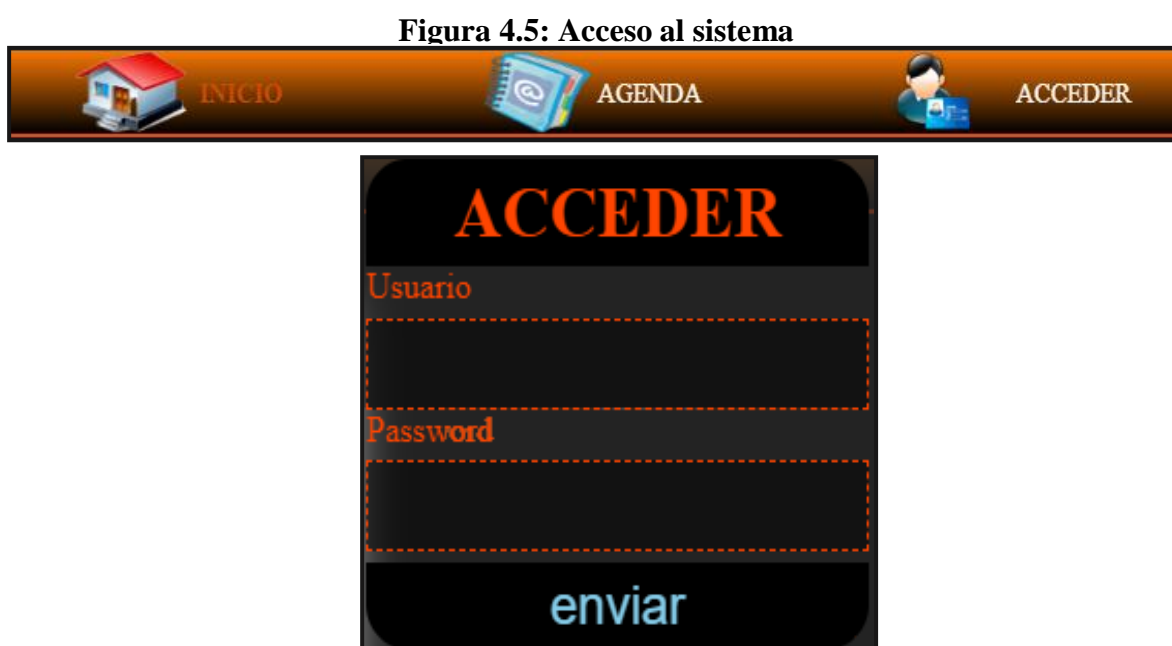 Figura 4.5: Acceso al sistema
INICIO AGENDA ACCEDER
ACCEDER
Usuario
Password
enviar